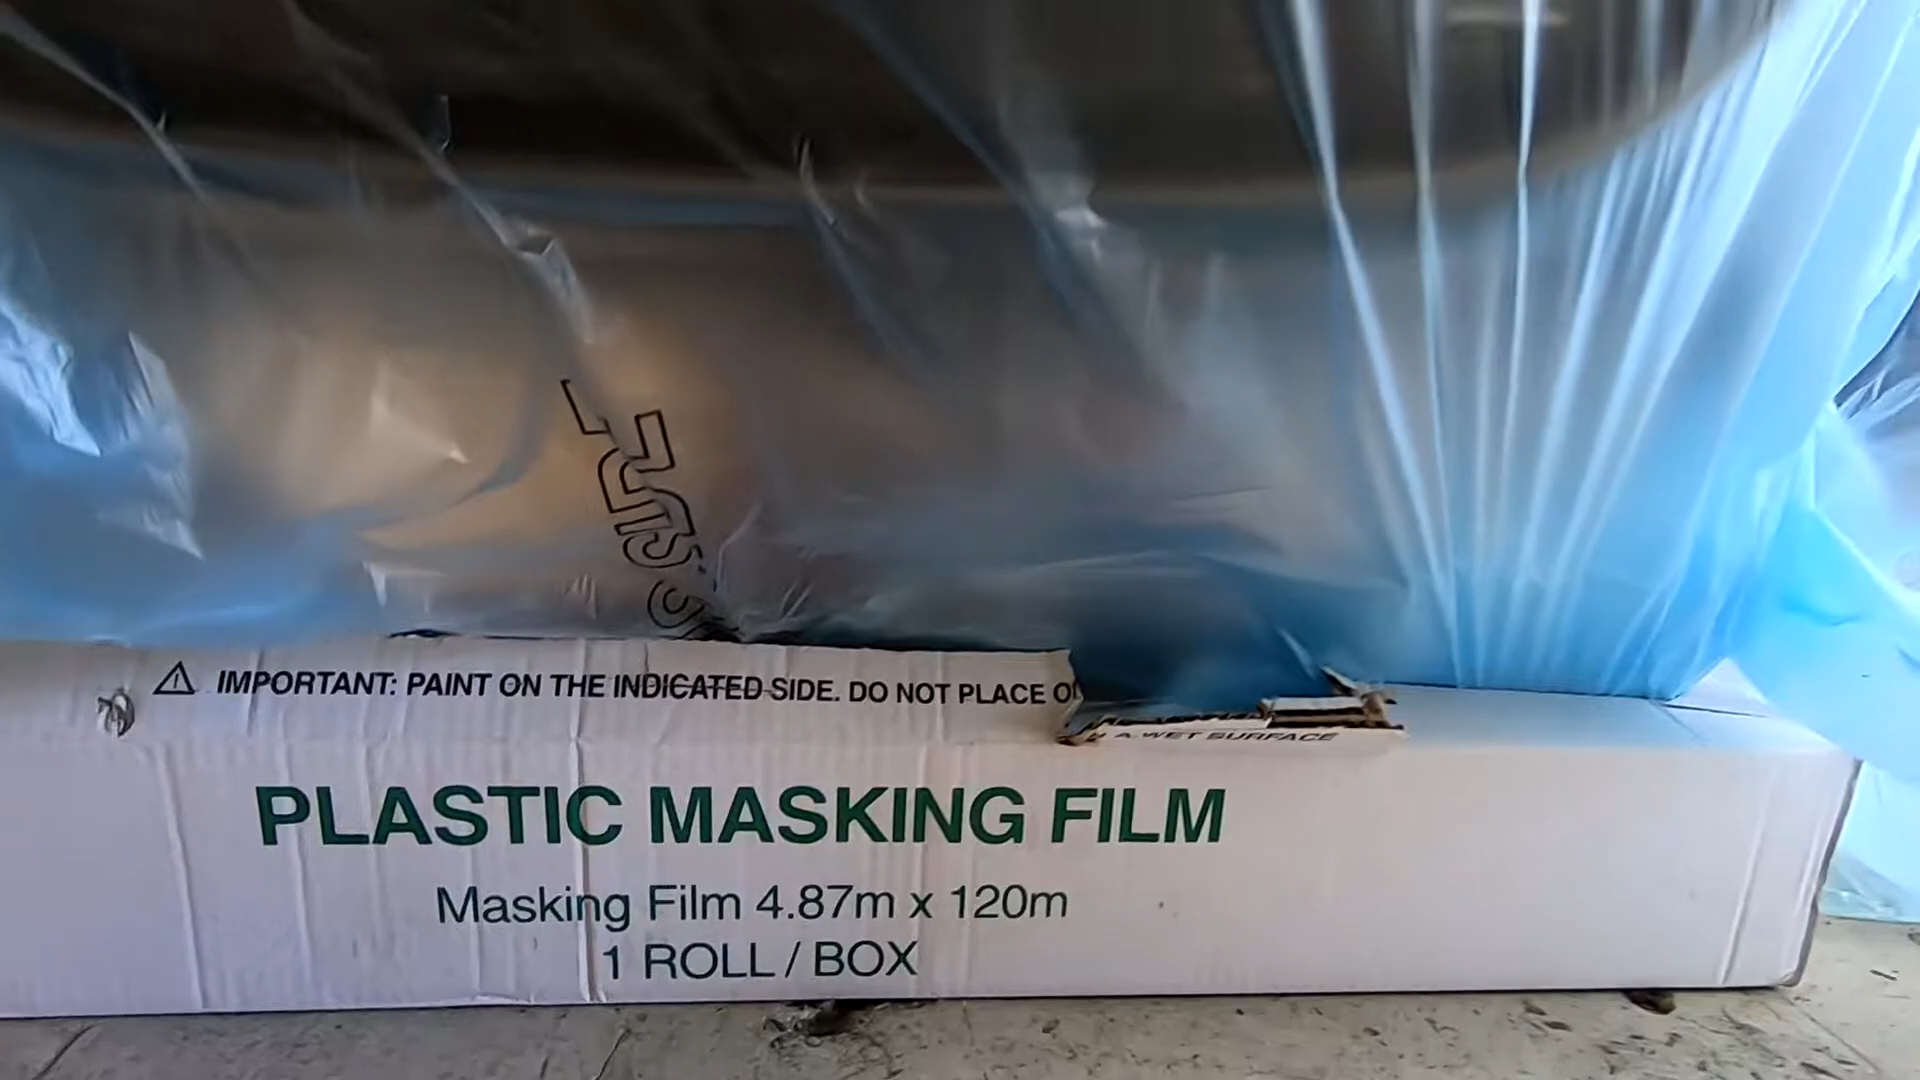 IMPORTANT: PAINT ON THE INDICATED SIDE. DO NOT PLACE
A WET SURFACE
PLASTIC MASKING FILM
Masking Film 4.87m x 120m
1 ROLL / BOX